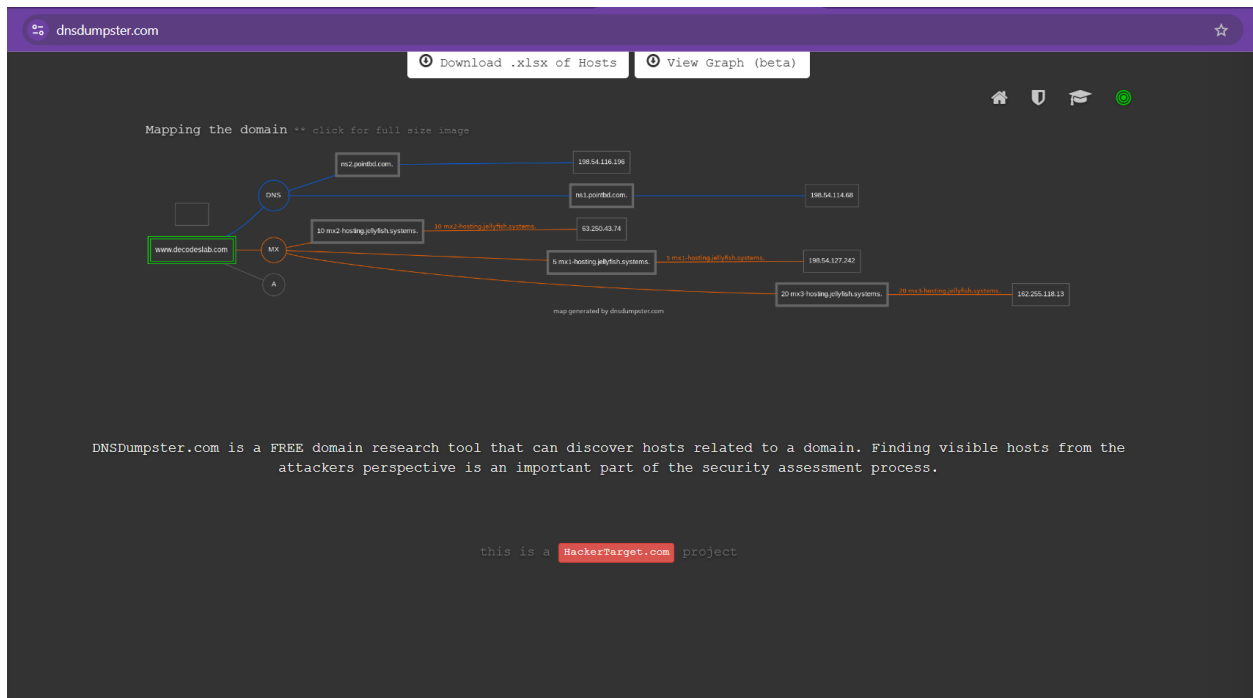 dnsdumpster.com
Download .xlsx of Hosts
View Graph (beta)
Mapping the domain ** click for full size image
ns2.pointbd.com.
198.54.116.196
DNS
ns1.pointbd.com.
198.54.114.68
10 mx2-hosting.jellyfish.systems.
10 mx2-hosting.jellyfish.systems.
63.250.43.74
www.decodeslab.com
MX
5 mx1-hosting.jellyfish.systems.
5 mx1-hosting.jellyfish.systems.
198.54.127.242
A
20 mx3-hosting.jellyfish.systems.
20 mx3-hosting.jellyfish.systems.
162.255.118.13
map generated by dnsdumpster.com
DNSDumpster.com is a FREE domain research tool that can discover hosts related to a domain. Finding visible hosts from the
attackers perspective is an important part of the security assessment process.
this is a HackerTarget.com project